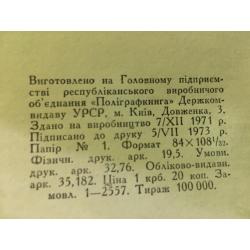 Виготовлено на Головному підприєм-
стві республіканського виробничого
об'єднання «Поліграфкнига» Держком-
видаву УРСР, м. Київ, Довженка, 3.
Здано на виробництво 7/XII 1971 р.
Підписано до друку 5/VII 1973 р.
Папір № 1. Формат 84×108¹/₃₂.
Фізичн. друк. арк. 19,5. Умовн.
друк. арк. 32,76. Обліково-видавн.
арк. 35,182. Ціна 1 крб. 20 коп. За-
мовл. 1—2557. Тираж 100 000.